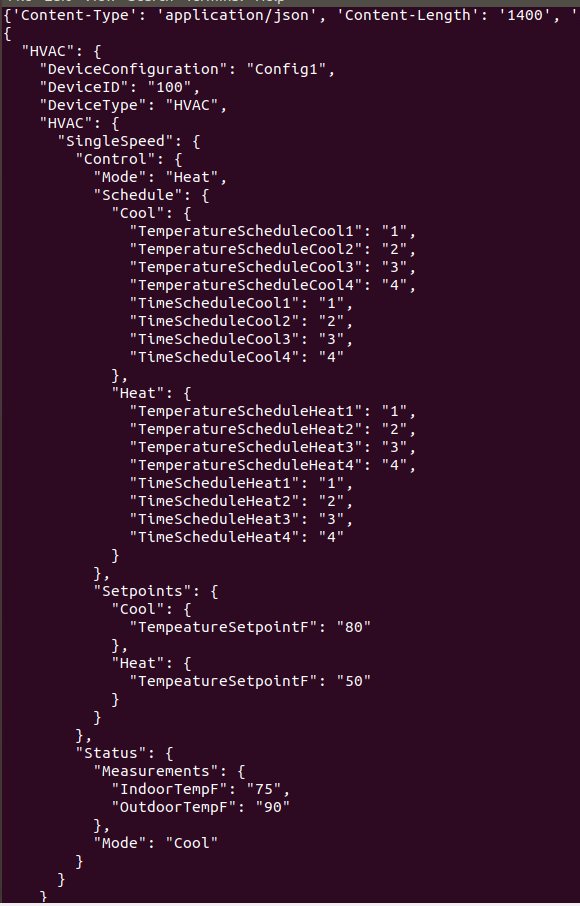 {'Content-Type': 'application/json', 'Content-Length': '1400', '
{
  "HVAC": {
    "DeviceConfiguration": "Config1",
    "DeviceID": "100",
    "DeviceType": "HVAC",
    "HVAC": {
      "SingleSpeed": {
        "Control": {
          "Mode": "Heat",
          "Schedule": {
            "Cool": {
              "TemperatureScheduleCool1": "1",
              "TemperatureScheduleCool2": "2",
              "TemperatureScheduleCool3": "3",
              "TemperatureScheduleCool4": "4",
              "TimeScheduleCool1": "1",
              "TimeScheduleCool2": "2",
              "TimeScheduleCool3": "3",
              "TimeScheduleCool4": "4"
            },
            "Heat": {
              "TemperatureScheduleHeat1": "1",
              "TemperatureScheduleHeat2": "2",
              "TemperatureScheduleHeat3": "3",
              "TemperatureScheduleHeat4": "4",
              "TimeScheduleHeat1": "1",
              "TimeScheduleHeat2": "2",
              "TimeScheduleHeat3": "3",
              "TimeScheduleHeat4": "4"
            }
          },
          "Setpoints": {
            "Cool": {
              "TempeatureSetpointF": "80"
            },
            "Heat": {
              "TempeatureSetpointF": "50"
            }
          }
        },
        "Status": {
          "Measurements": {
            "IndoorTempF": "75",
            "OutdoorTempF": "90"
          },
          "Mode": "Cool"
        }
      }
    }